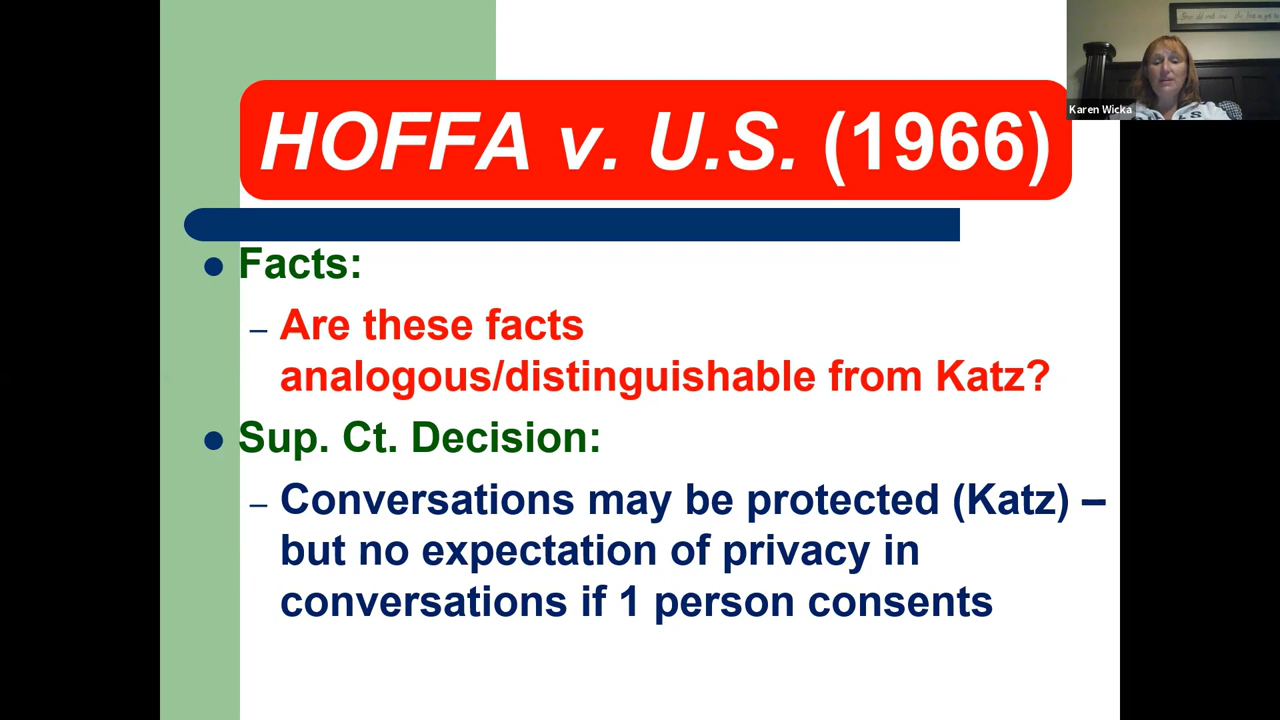 HOFFA v. U.S. (1966)
Karen Wicka
Facts:
– Are these facts
analogous/distinguishable from Katz?
Sup. Ct. Decision:
– Conversations may be protected (Katz) –
but no expectation of privacy in
conversations if 1 person consents